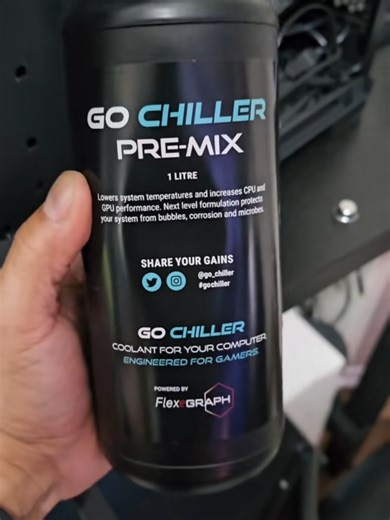 GO CHILLER
PRE-MIX
1 LITRE
Lowers system temperatures and increases CPU and
GPU performance. Next level formulation protects
your system from bubbles, corrosion and microbes.
SHARE YOUR GAINS
@go_chiller
#gochiller
GO CHILLER
COOLANT FOR YOUR COMPUTER,
ENGINEERED FOR GAMERS.
POWERED BY
FlexeGRAPH